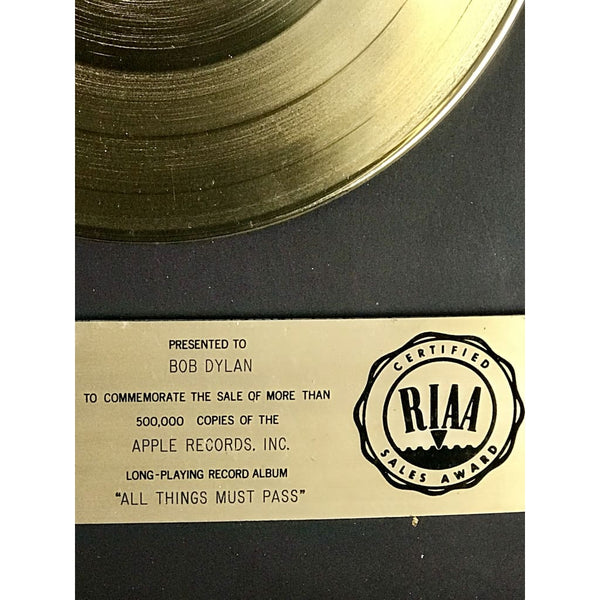 PRESENTED TO
BOB DYLAN
TO COMMEMORATE THE SALE OF MORE THAN
500,000 COPIES OF THE
APPLE RECORDS, INC.
LONG-PLAYING RECORD ALBUM
"ALL THINGS MUST PASS"
CERTIFIED
RIAA
SALES AWARD